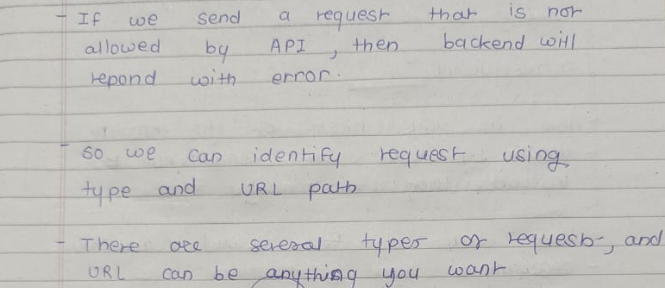 - If we send a request that is not
allowed by API, then backend will
repond with error.
- so we can identify request using
type and URL path
- There are several types of request, and
URL can be anything you want